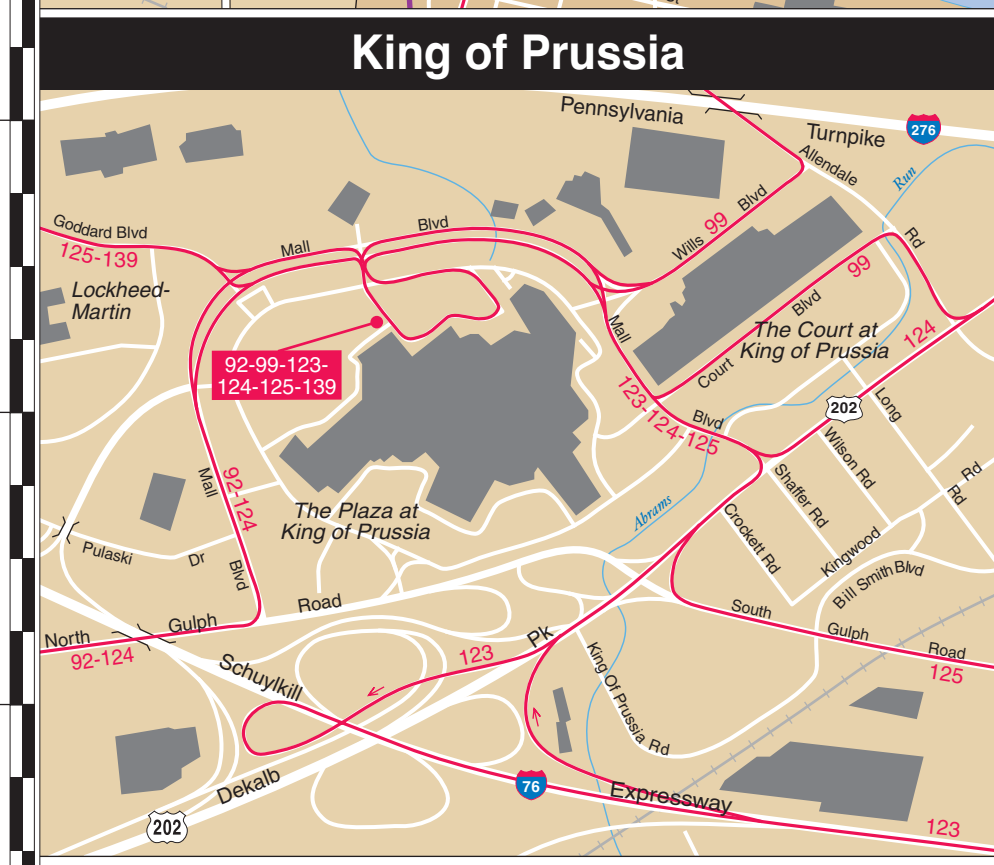 King of Prussia
Pennsylvania
Turnpike
276
Allendale
Rd
Run
Goddard Blvd
125-139
Mall
Blvd
Wills
99
Blvd
Lockheed-
Martin
99
Court
Blvd
The Court at
King of Prussia
124
92-99-123-
124-125-139
Mall
123-124-125
Blvd
202
Long
Rd
Wilson Rd
Shaffer Rd
Crockett Rd
Kingwood
Rd
Bill Smith Blvd
Mall
92-124
Blvd
The Plaza at
King of Prussia
Abrams
Pulaski
Dr
North
Gulph
Road
92-124
South
Gulph
Road
125
Schuylkill
123
Pk
King Of Prussia Rd
Dekalb
202
76
Expressway
123